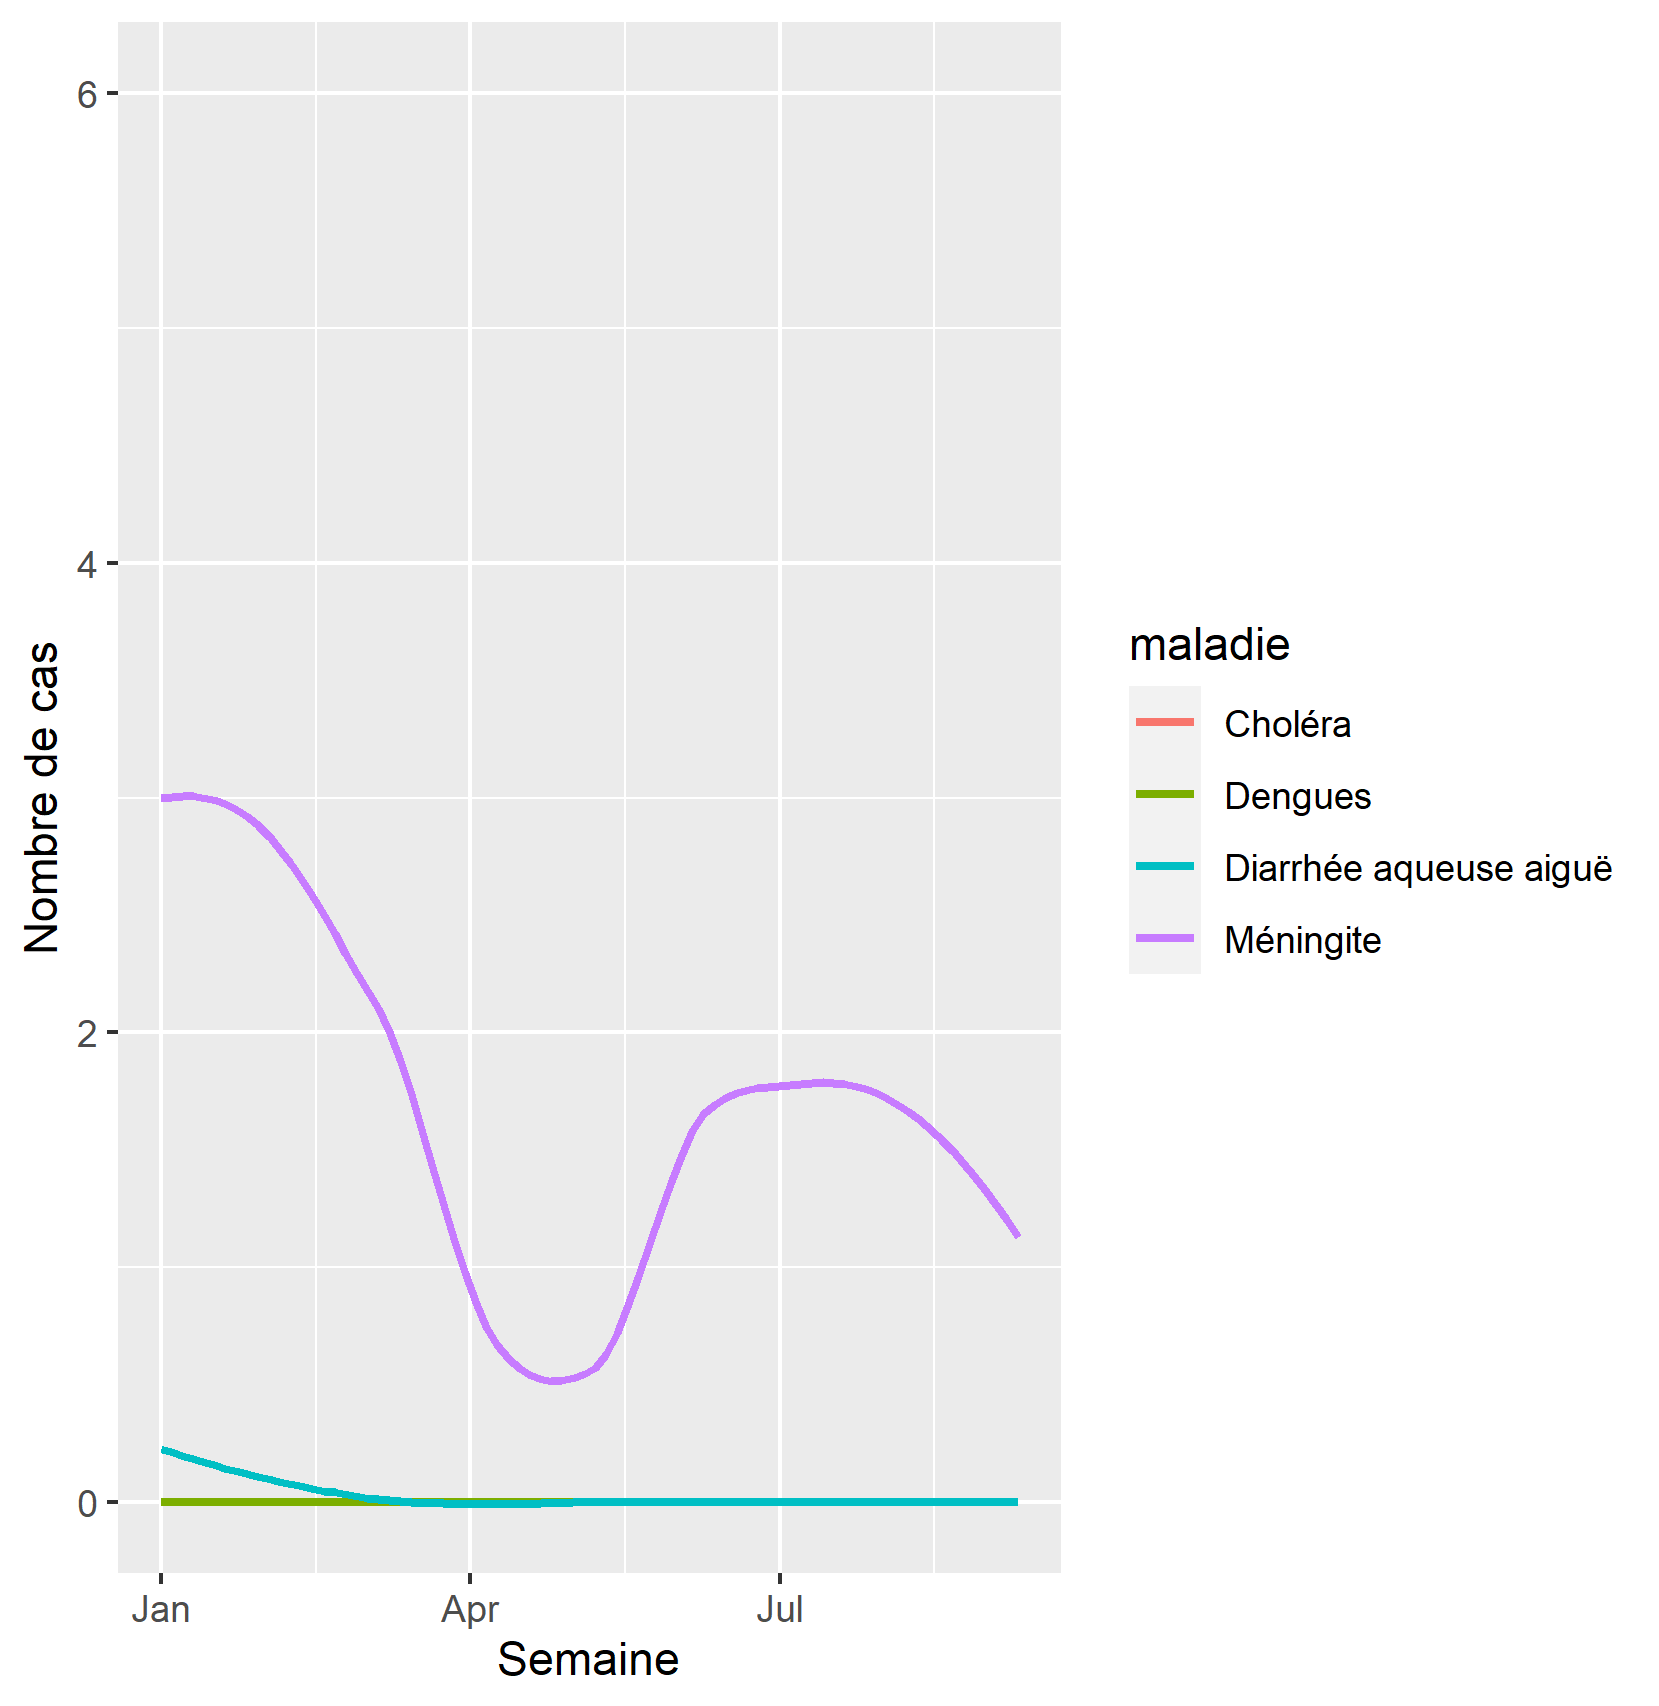 6
4
2
0
Nombre de cas
Jan
Apr
Jul
Semaine
maladie
Choléra
Dengues
Diarrhée aqueuse aiguë
Méningite